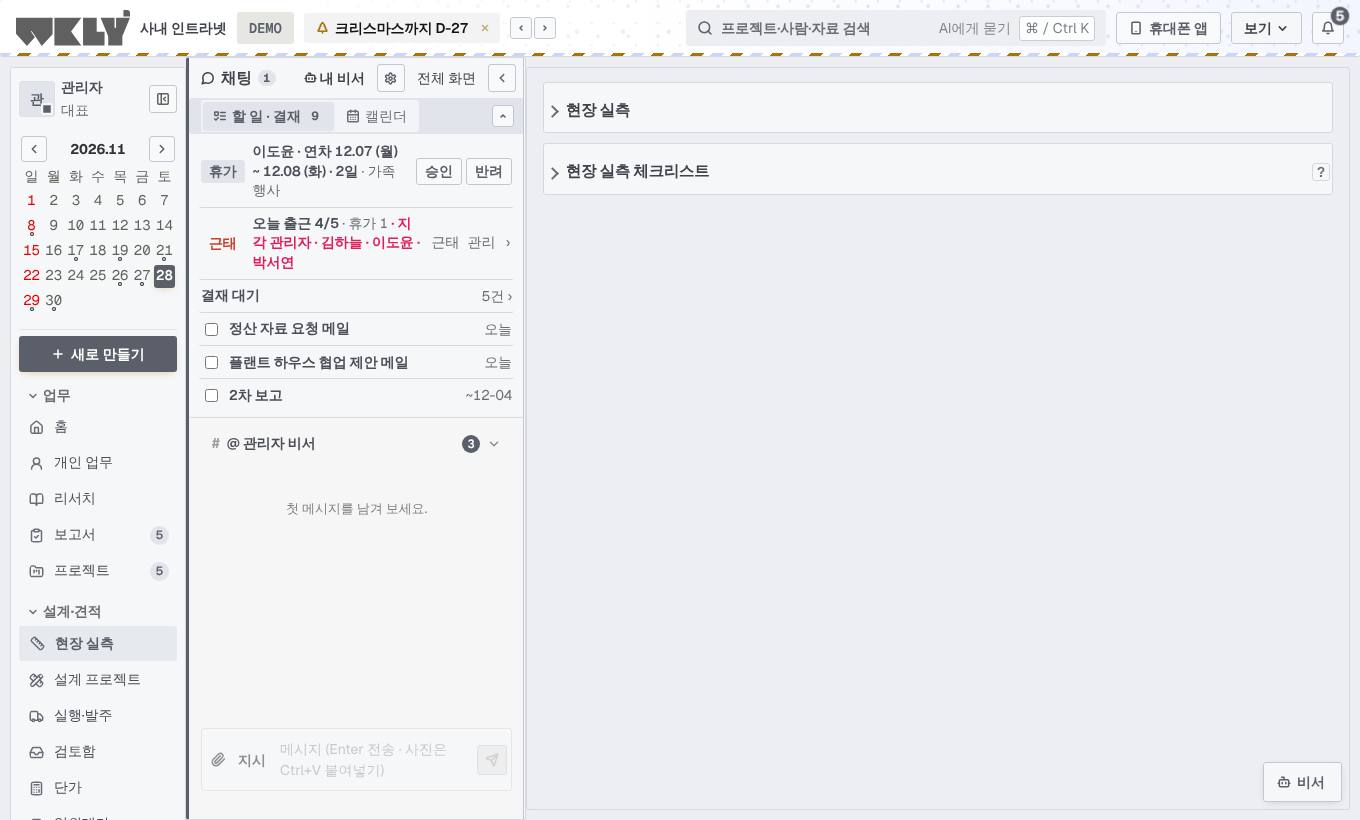 WKLY 사내 인트라넷 DEMO 크리스마스까지 D-27 × ‹ › 프로젝트·사람·자료 검색 AI에게 묻기 ⌘ / Ctrl K 휴대폰 앱 보기 5
관 관리자
대표
2026.11
일 월 화 수 목 금 토
1 2 3 4 5 6 7
8 9 10 11 12 13 14
15 16 17 18 19 20 21
22 23 24 25 26 27 28
29 30
+ 새로 만들기
업무
홈
개인 업무
리서치
보고서 5
프로젝트 5
설계·견적
현장 실측
설계 프로젝트
실행·발주
검토함
단가
채팅 1 내 비서 전체 화면
할 일 · 결재 9 캘린더
휴가 이도윤 · 연차 12.07 (월)
~ 12.08 (화) · 2일 · 가족
행사
승인 반려
근태 오늘 출근 4/5 · 휴가 1 · 지
각 관리자 · 김하늘 · 이도윤 ·
박서연
근태 관리 ›
결재 대기 5건 ›
정산 자료 요청 메일 오늘
플랜트 하우스 협업 제안 메일 오늘
2차 보고 ~12-04
# @ 관리자 비서 3
첫 메시지를 남겨 보세요.
지시 메시지 (Enter 전송 · 사진은
Ctrl+V 붙여넣기)
현장 실측
현장 실측 체크리스트 ?
비서